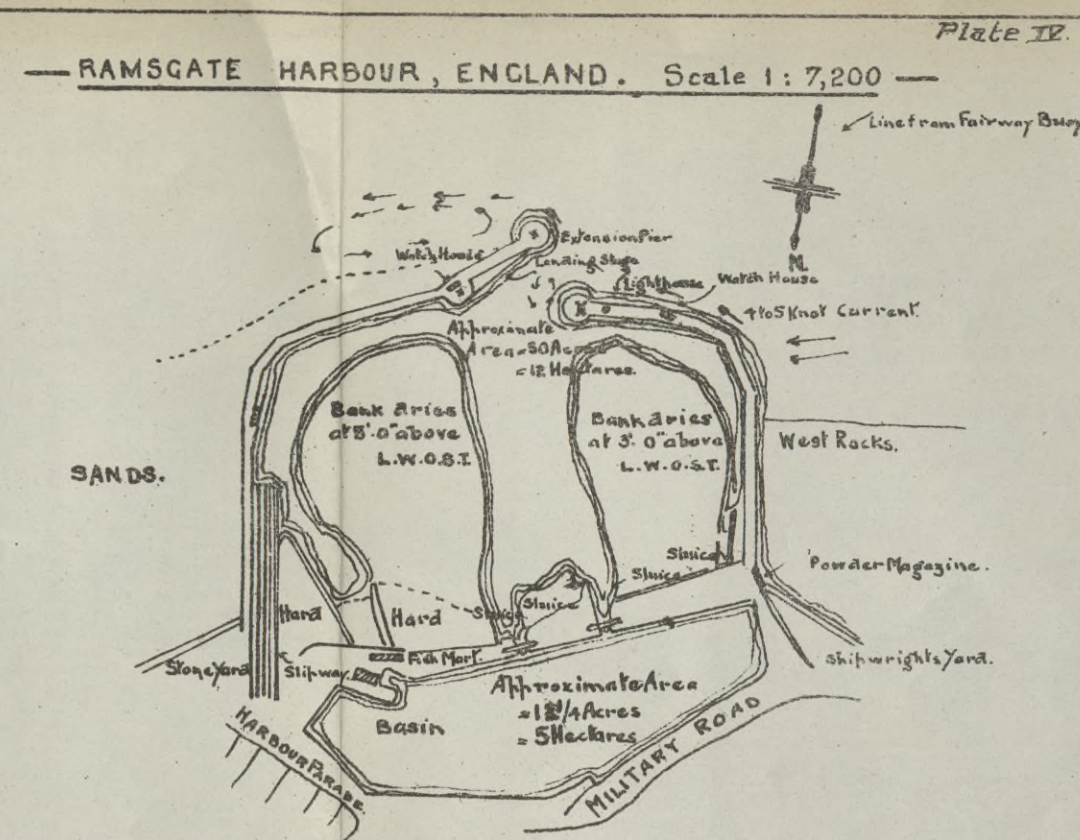 Plate IV.
RAMSGATE HARBOUR, ENGLAND. Scale 1: 7,200
Line from Fairway Buoy
N.
Extension Pier
Watch House
Landing Stage
Lighthouse
Watch House
4 to 5 Knot Current.
Approximate
Area = 30 Acres
= 12 Hectares.
Bank dries
at 3'.0" above
L.W.O.S.T.
Bank dries
at 3'.0" above
L.W.O.S.T.
West Rocks.
SANDS.
Sluice
Sluice
Powder Magazine.
Hard
Hard
Sluice
Sluice
Stone Yard
Slipway
Fish Mart.
Shipwrights Yard.
Approximate Area
= 12/4 Acres
= 5 Hectares
Basin
HARBOUR PARADE.
MILITARY ROAD